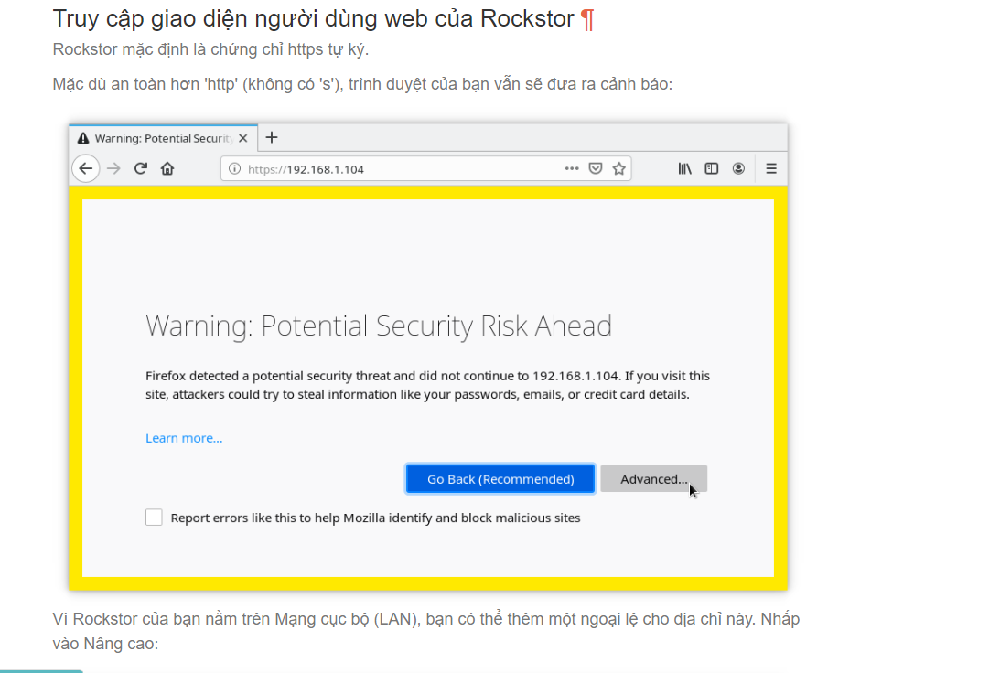 Truy cập giao diện người dùng web của Rockstor ¶
Rockstor mặc định là chứng chỉ https tự ký.
Mặc dù an toàn hơn 'http' (không có 's'), trình duyệt của bạn vẫn sẽ đưa ra cảnh báo:
Warning: Potential Security
https://192.168.1.104
Warning: Potential Security Risk Ahead
Firefox detected a potential security threat and did not continue to 192.168.1.104. If you visit this
site, attackers could try to steal information like your passwords, emails, or credit card details.
Learn more...
Go Back (Recommended)
Advanced...
Report errors like this to help Mozilla identify and block malicious sites
Vì Rockstor của bạn nằm trên Mạng cục bộ (LAN), bạn có thể thêm một ngoại lệ cho địa chỉ này. Nhấp
vào Nâng cao: